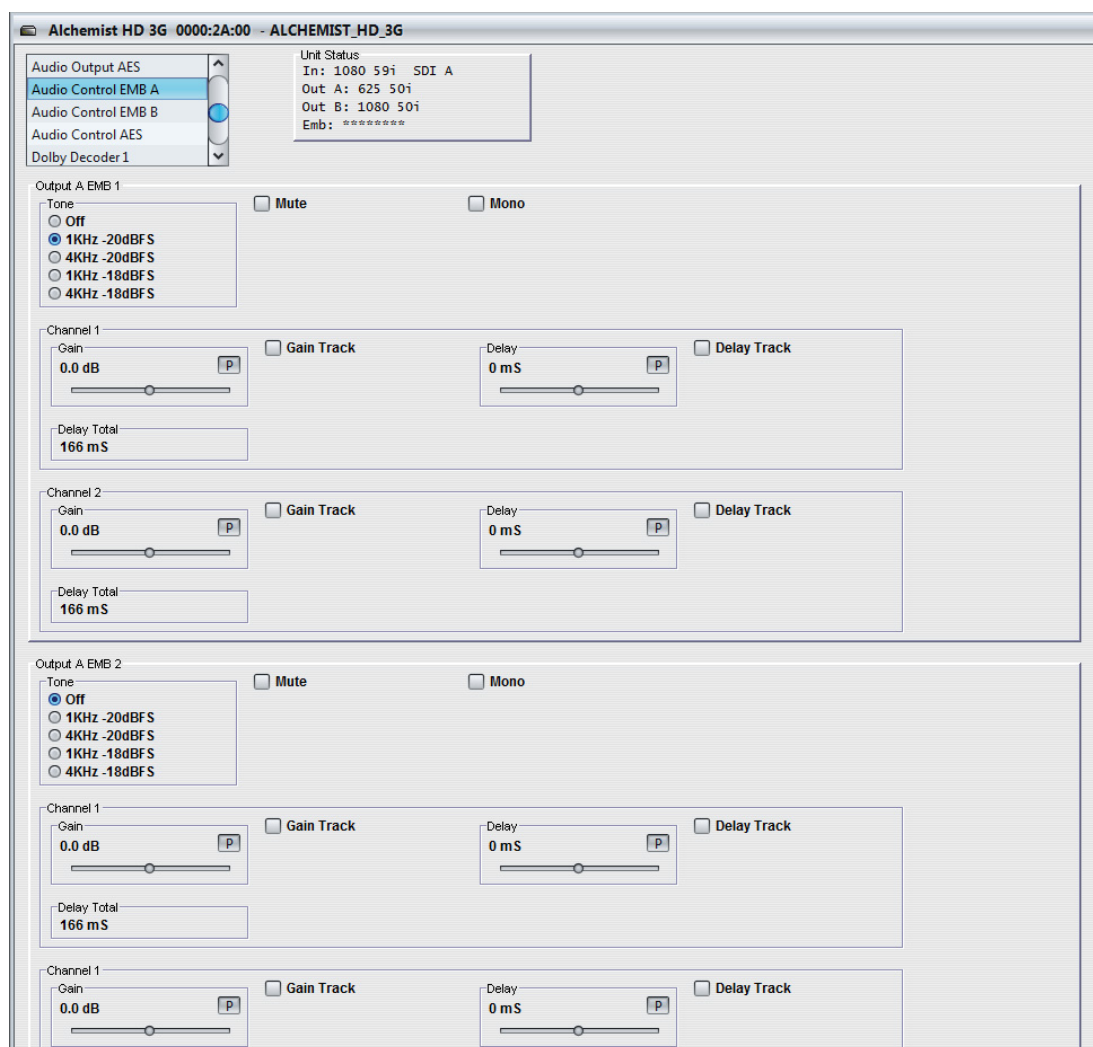 Alchemist HD 3G 0000:2A:00 - ALCHEMIST_HD_3G
Audio Output AES
Audio Control EMB A
Audio Control EMB B
Audio Control AES
Dolby Decoder 1
Unit Status
In: 1080 59i SDI A
Out A: 625 50i
Out B: 1080 50i
Emb: ********
Output A EMB 1
Tone
Off
1KHz -20dBFS
4KHz -20dBFS
1KHz -18dBFS
4KHz -18dBFS
Mute
Mono
Channel 1
Gain
0.0 dB
P
Gain Track
Delay
0 mS
P
Delay Track
Delay Total
166 mS
Channel 2
Gain
0.0 dB
P
Gain Track
Delay
0 mS
P
Delay Track
Delay Total
166 mS
Output A EMB 2
Tone
Off
1KHz -20dBFS
4KHz -20dBFS
1KHz -18dBFS
4KHz -18dBFS
Mute
Mono
Channel 1
Gain
0.0 dB
P
Gain Track
Delay
0 mS
P
Delay Track
Delay Total
166 mS
Channel 1
Gain
0.0 dB
P
Gain Track
Delay
0 mS
P
Delay Track